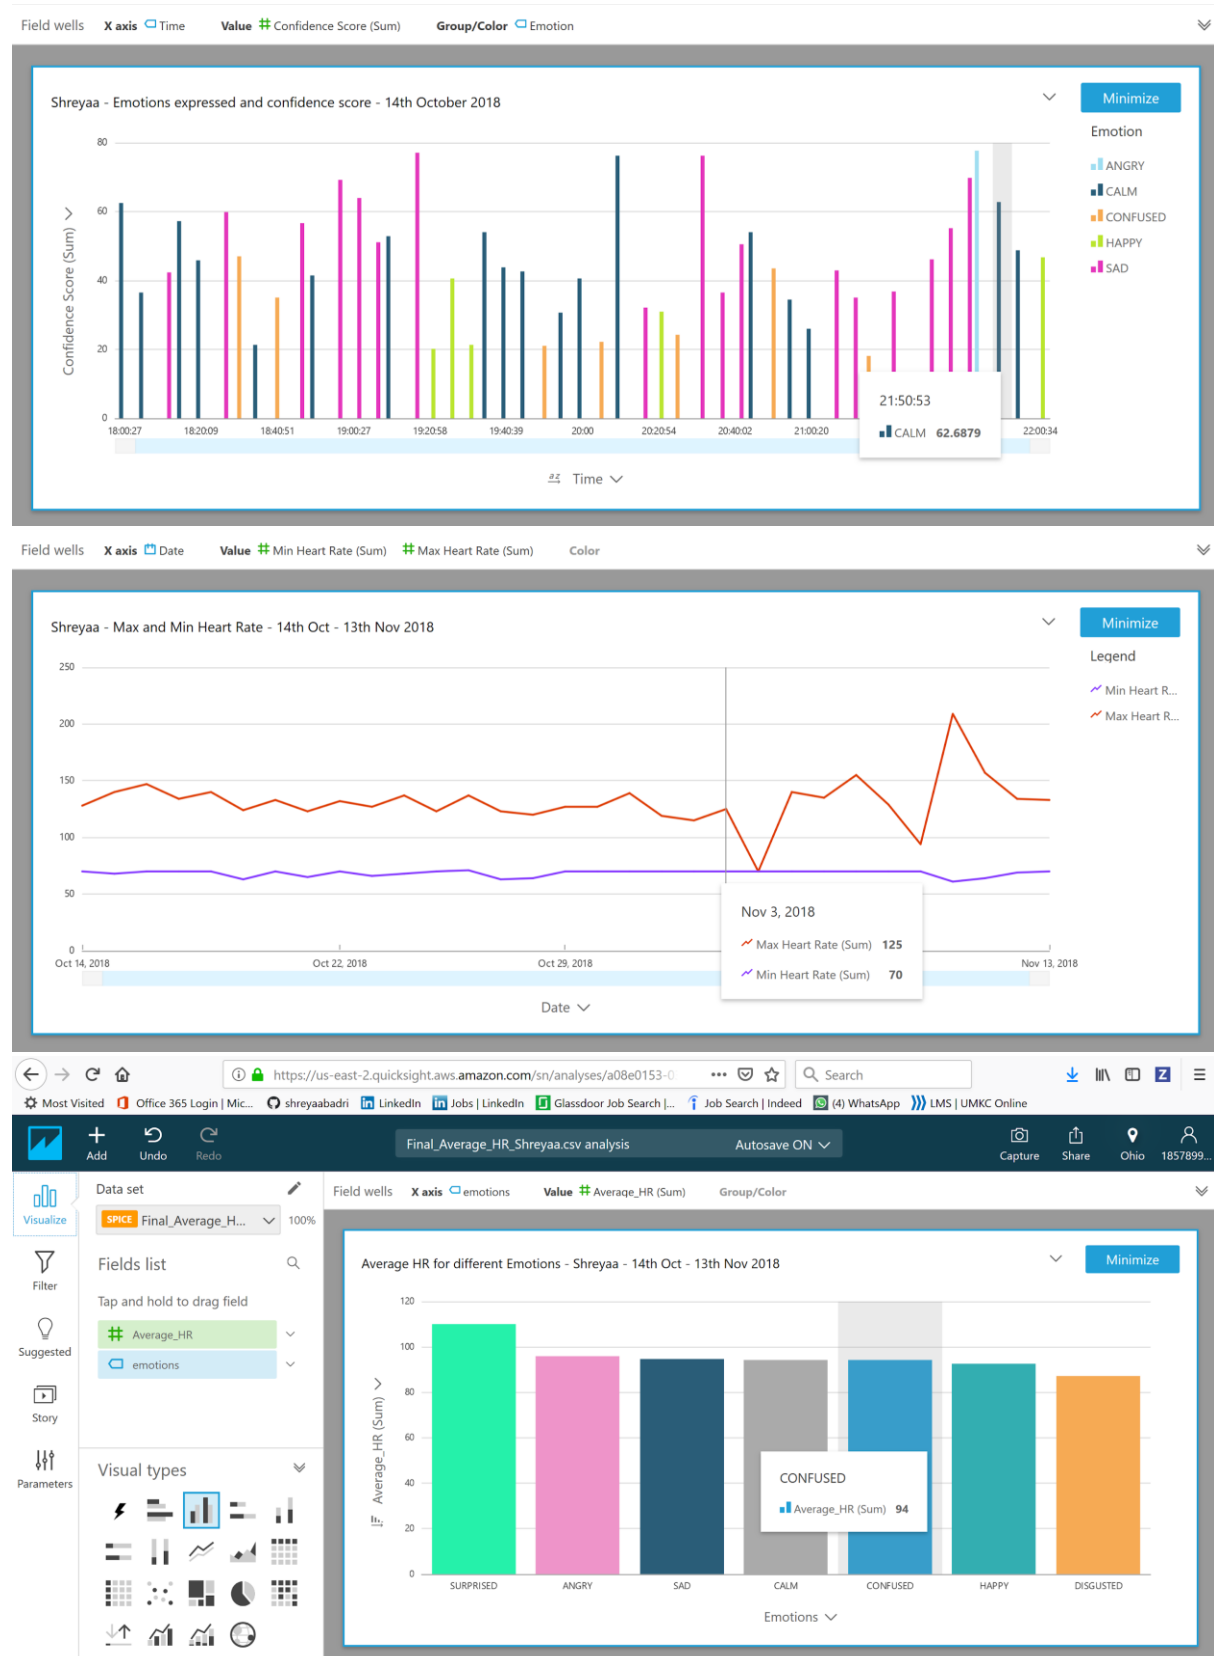 Field wells X axis Time Value Confidence Score (Sum) Group/Color Emotion
Shreyaa - Emotions expressed and confidence score - 14th October 2018
Minimize
Emotion
ANGRY
CALM
CONFUSED
HAPPY
SAD
Confidence Score (Sum)
80
60
40
20
0
18:00:27 18:20:09 18:40:51 19:00:27 19:20:58 19:40:39 20:00 20:20:54 20:40:02 21:00:20 22:00:34
21:50:53
CALM 62.6879
Time
Field wells X axis Date Value Min Heart Rate (Sum) Max Heart Rate (Sum) Color
Shreyaa - Max and Min Heart Rate - 14th Oct - 13th Nov 2018
Minimize
Legend
Min Heart R...
Max Heart R...
250
200
150
100
50
0
Oct 14, 2018 Oct 22, 2018 Oct 29, 2018 Nov 13, 2018
Nov 3, 2018
Max Heart Rate (Sum) 125
Min Heart Rate (Sum) 70
Date
https://us-east-2.quicksight.aws.amazon.com/sn/analyses/a08e0153-0 Search
Most Visited Office 365 Login | Mic... shreyaabadri LinkedIn Jobs | LinkedIn Glassdoor Job Search |... Job Search | Indeed (4) WhatsApp LMS | UMKC Online
Add Undo Redo Final_Average_HR_Shreyaa.csv analysis Autosave ON Capture Share Ohio 1857899...
Visualize
Filter
Suggested
Story
Parameters
Data set
SPICE Final_Average_H... 100%
Fields list
Tap and hold to drag field
Average_HR
emotions
Visual types
Field wells X axis emotions Value Average_HR (Sum) Group/Color
Average HR for different Emotions - Shreyaa - 14th Oct - 13th Nov 2018
Minimize
Average_HR (Sum)
120
100
80
60
40
20
0
CONFUSED
Average_HR (Sum) 94
SURPRISED ANGRY SAD CALM CONFUSED HAPPY DISGUSTED
Emotions